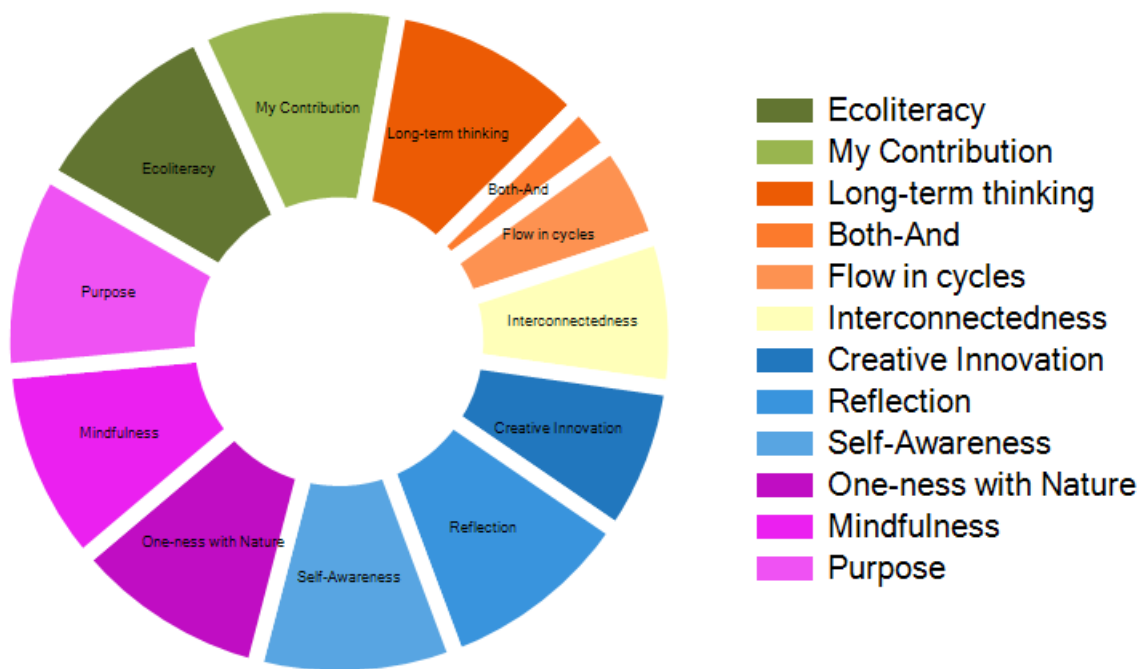 My Contribution
Long-term thinking
Ecoliteracy
Both-And
Flow in cycles
Purpose
Interconnectedness
Mindfulness
Creative Innovation
Reflection
One-ness with Nature
Self-Awareness
Ecoliteracy
My Contribution
Long-term thinking
Both-And
Flow in cycles
Interconnectedness
Creative Innovation
Reflection
Self-Awareness
One-ness with Nature
Mindfulness
Purpose